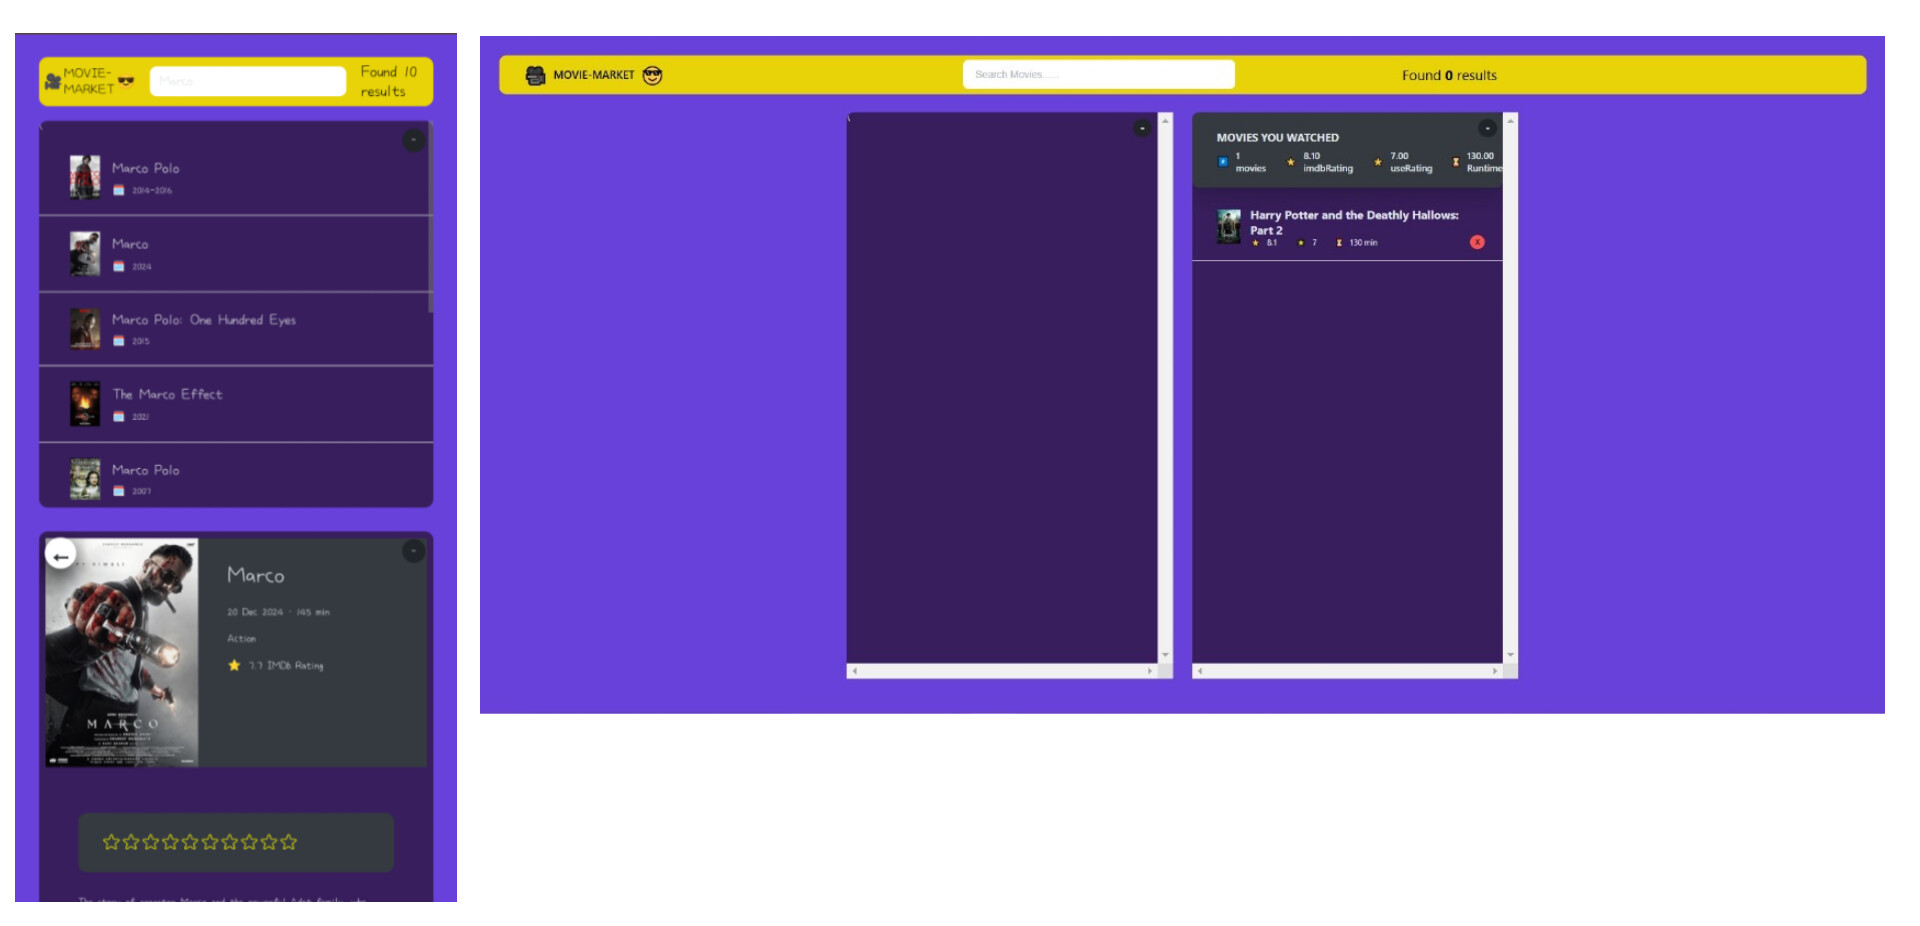 MOVIE-
MARKET
Marco
Found 10
results
Marco Polo
2014-2016
Marco
2024
Marco Polo: One Hundred Eyes
2015
The Marco Effect
2021
Marco Polo
2007
←
Marco
20 Dec 2024 · 145 min
Action
7.7 IMDb Rating
MARCO
MOVIE-MARKET
Search Movies......
Found 0 results
\
-
MOVIES YOU WATCHED
-
1
movies
8.10
imdbRating
7.00
useRating
130.00
Runtime
Harry Potter and the Deathly Hallows:
Part 2
8.1
7
130 min
X